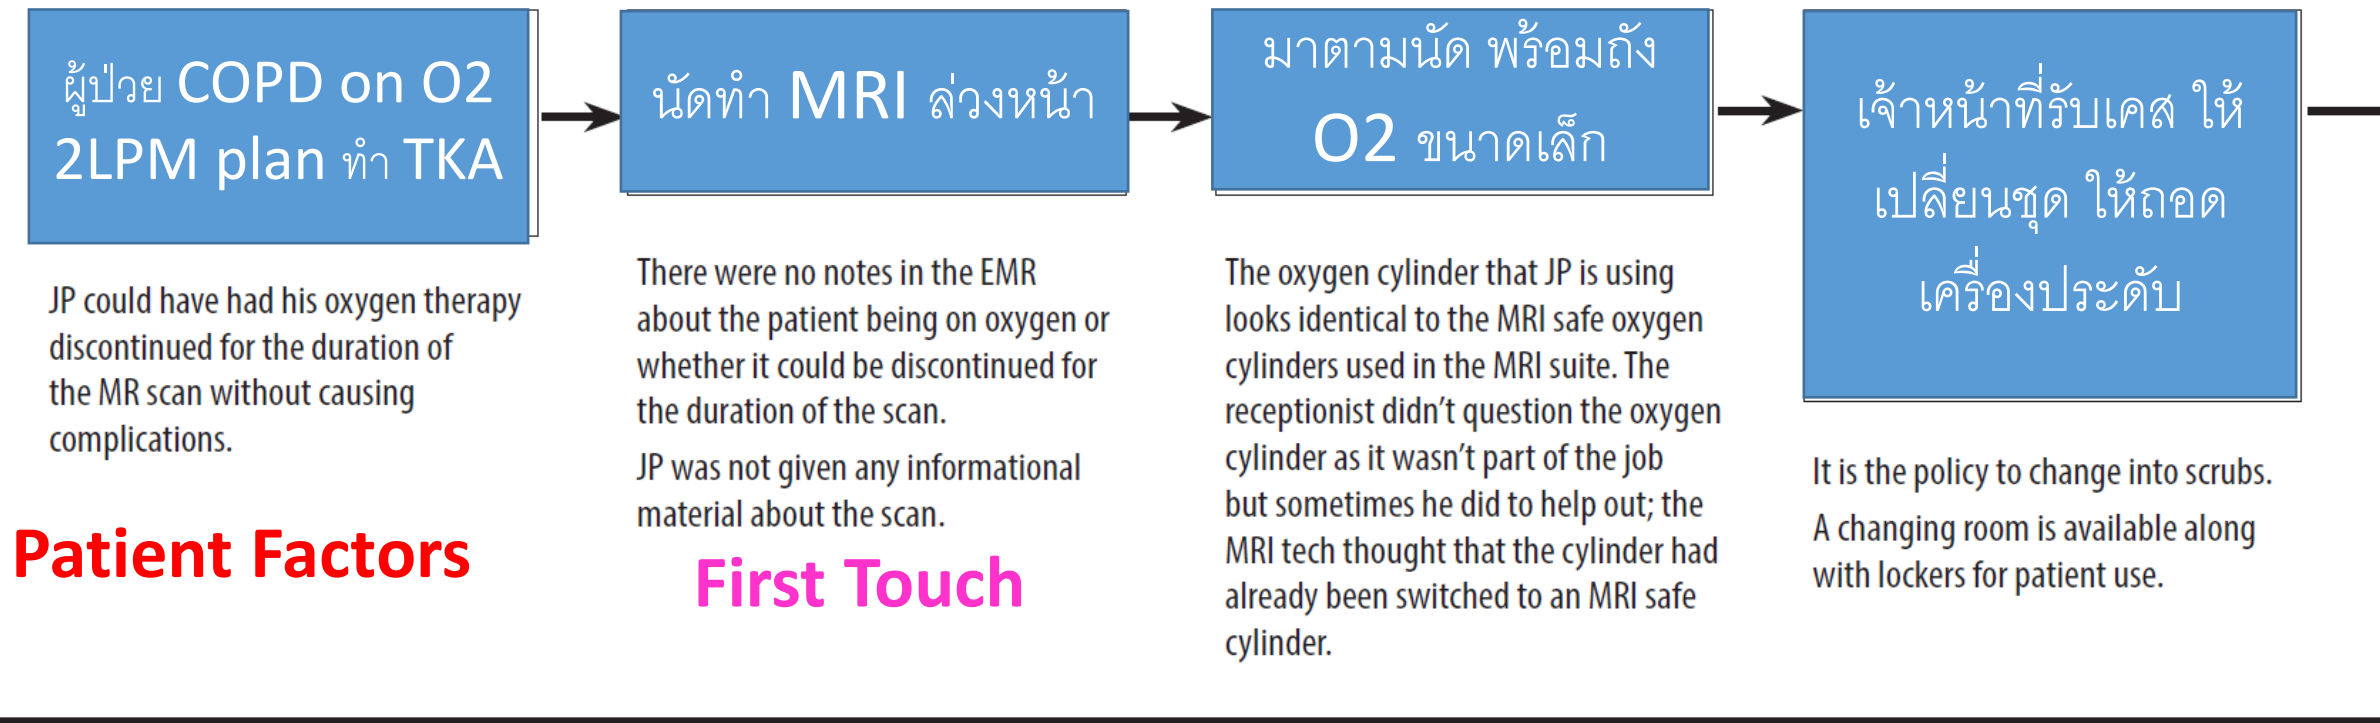 ผู้ป่วย COPD on O2
2LPM plan ทำ TKA
JP could have had his oxygen therapy
discontinued for the duration of
the MR scan without causing
complications.
Patient Factors
นัดทำ MRI ล่วงหน้า
There were no notes in the EMR
about the patient being on oxygen or
whether it could be discontinued for
the duration of the scan.
JP was not given any informational
material about the scan.
First Touch
มาตามนัด พร้อมถัง
O2 ขนาดเล็ก
The oxygen cylinder that JP is using
looks identical to the MRI safe oxygen
cylinders used in the MRI suite. The
receptionist didn’t question the oxygen
cylinder as it wasn’t part of the job
but sometimes he did to help out; the
MRI tech thought that the cylinder had
already been switched to an MRI safe
cylinder.
เจ้าหน้าที่รับเคส ให้
เปลี่ยนชุด ให้ถอด
เครื่องประดับ
It is the policy to change into scrubs.
A changing room is available along
with lockers for patient use.